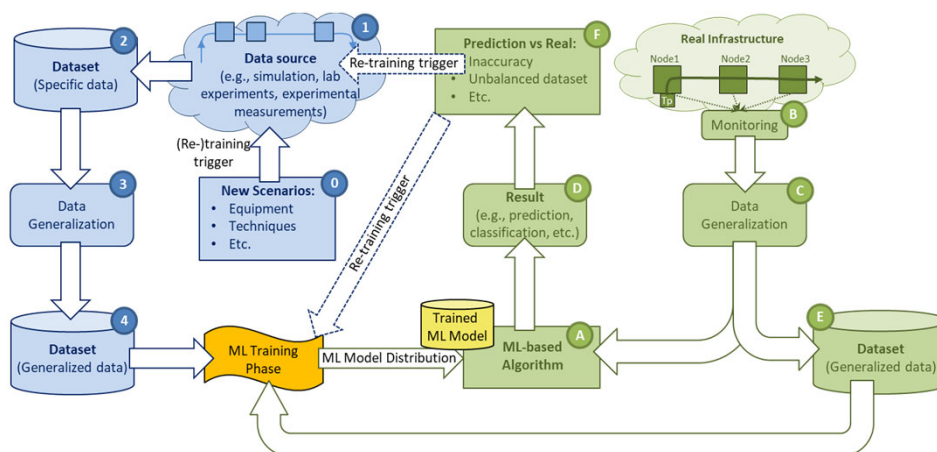 2
Dataset
(Specific data)
1
Data source
(e.g., simulation, lab
experiments, experimental
measurements)
Re-training trigger
F
Prediction vs Real:
• Inaccuracy
• Unbalanced dataset
• Etc.
Real Infrastructure
Node1
Node2
Node3
Tp
B
Monitoring
(Re-)training
trigger
3
Data
Generalization
0
New Scenarios:
• Equipment
• Techniques
• Etc.
Re-training trigger
D
Result
(e.g., prediction,
classification, etc.)
C
Data
Generalization
4
Dataset
(Generalized data)
ML Training
Phase
ML Model Distribution
Trained
ML Model
A
ML-based
Algorithm
E
Dataset
(Generalized data)